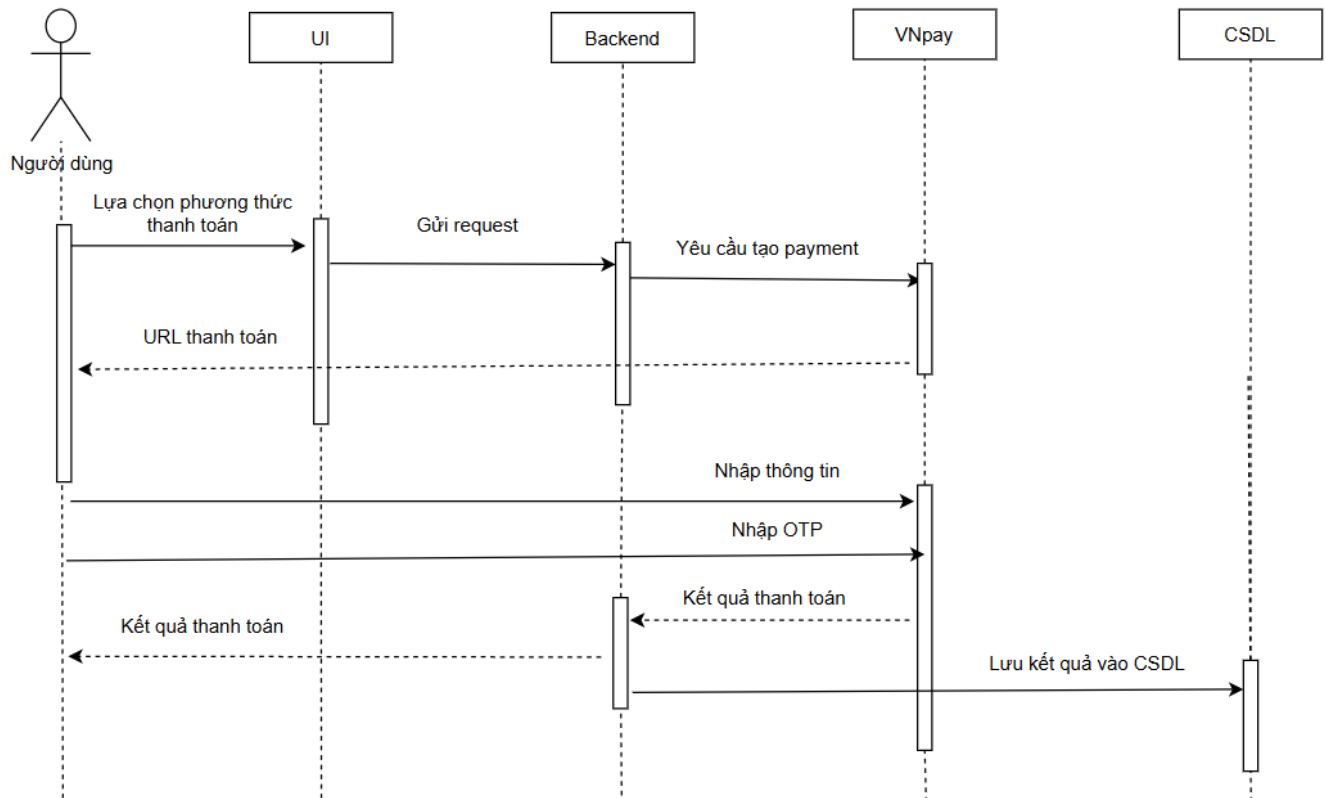 UI
Backend
VNpay
CSDL
Người dùng
Lựa chọn phương thức
thanh toán
Gửi request
Yêu cầu tạo payment
URL thanh toán
Nhập thông tin
Nhập OTP
Kết quả thanh toán
Kết quả thanh toán
Lưu kết quả vào CSDL